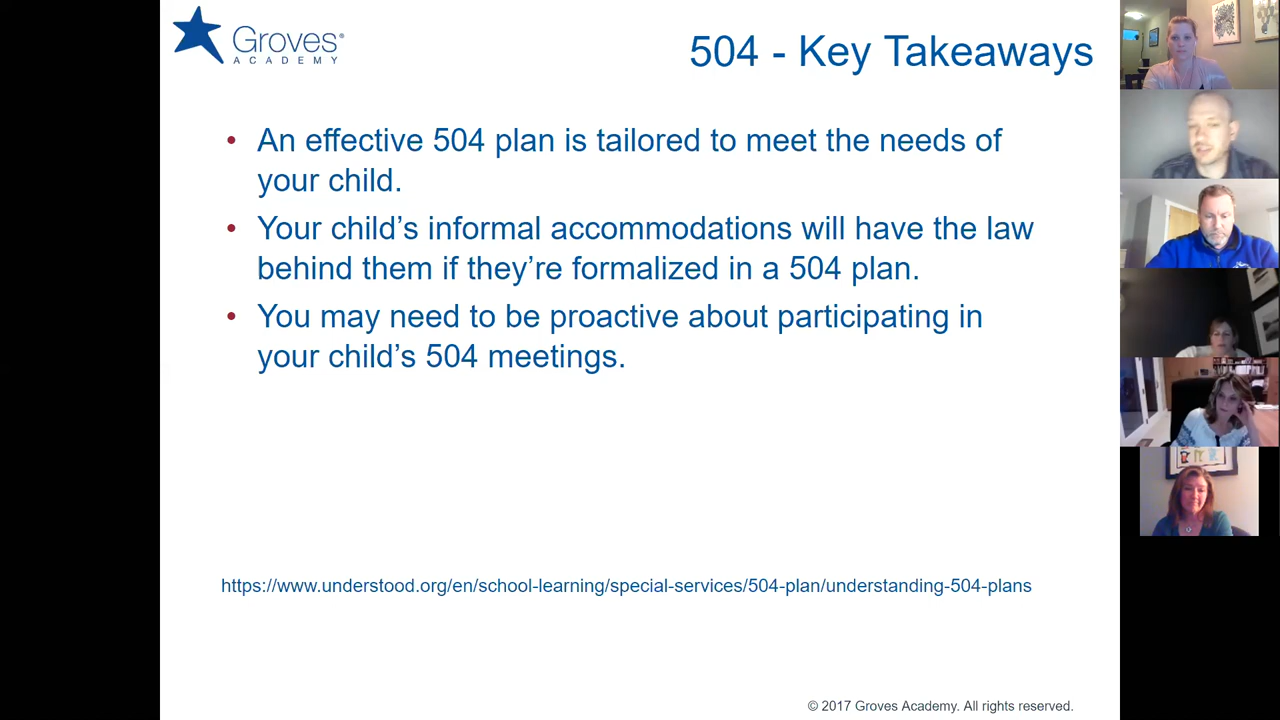 Groves®
ACADEMY
504 - Key Takeaways
• An effective 504 plan is tailored to meet the needs of
your child.
• Your child’s informal accommodations will have the law
behind them if they’re formalized in a 504 plan.
• You may need to be proactive about participating in
your child’s 504 meetings.
https://www.understood.org/en/school-learning/special-services/504-plan/understanding-504-plans
© 2017 Groves Academy. All rights reserved.